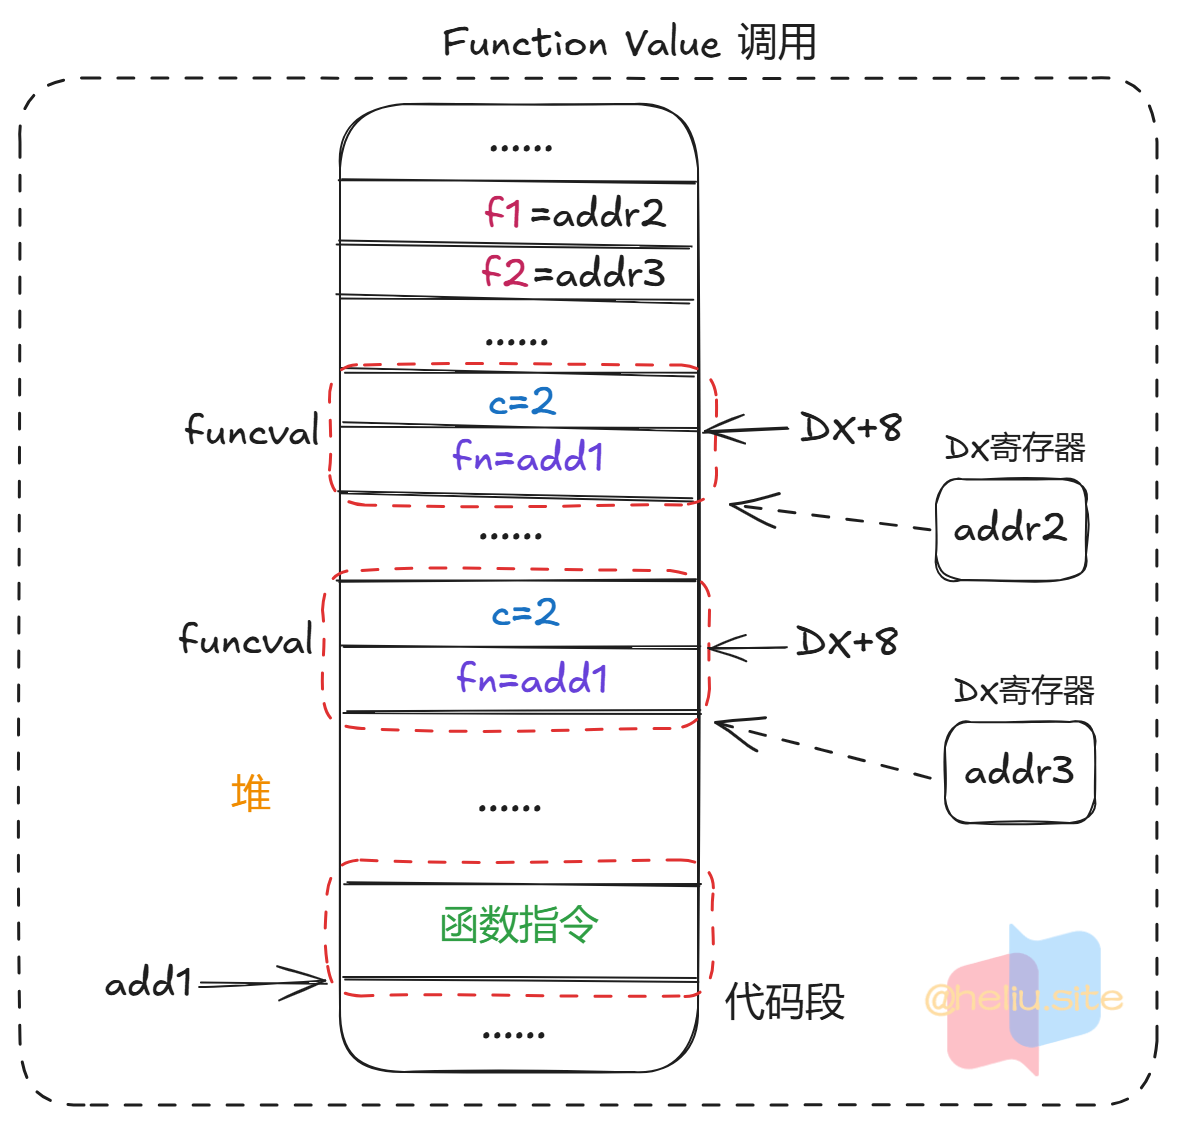 Function Value 调用
......
f1=addr2
f2=addr3
......
c=2
funcval
DX+8
fn=add1
DX寄存器
addr2
......
c=2
funcval
DX+8
fn=add1
DX寄存器
addr3
堆
......
函数指令
add1
代码段
@heliu.site
......